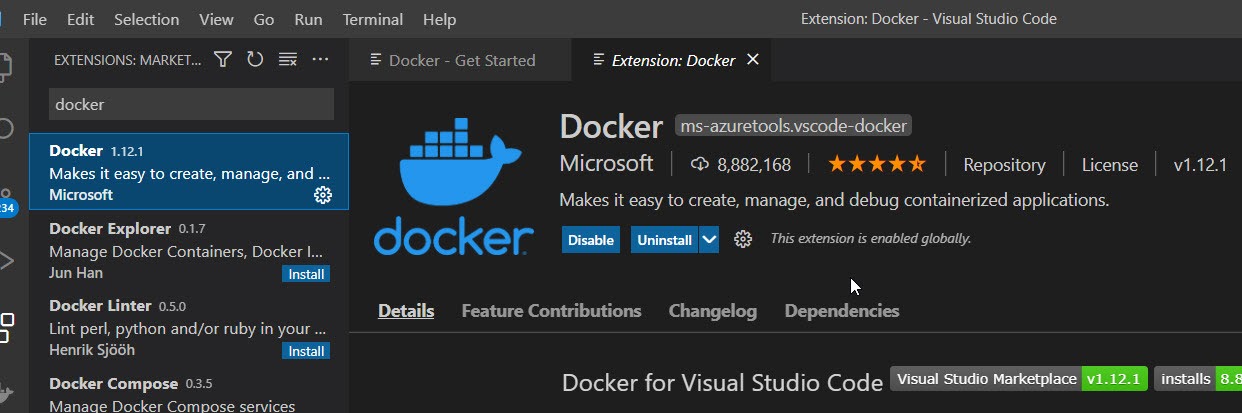 File Edit Selection View Go Run Terminal Help Extension: Docker - Visual Studio Code
EXTENSIONS: MARKET...
Docker - Get Started Extension: Docker
docker
Docker 1.12.1
Makes it easy to create, manage, and ...
Microsoft
234
Docker Explorer 0.1.7
Manage Docker Containers, Docker I...
Jun Han Install
Docker Linter 0.5.0
Lint perl, python and/or ruby in your ...
Henrik Sjööh Install
Docker Compose 0.3.5
Manage Docker Compose services
docker
Docker ms-azuretools.vscode-docker
Microsoft 8,882,168 Repository License v1.12.1
Makes it easy to create, manage, and debug containerized applications.
Disable Uninstall This extension is enabled globally.
Details Feature Contributions Changelog Dependencies
Docker for Visual Studio Code Visual Studio Marketplace v1.12.1 installs 8.8